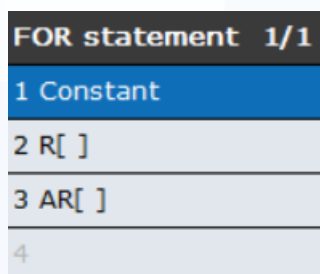 FOR statement 1/1
1 Constant
2 R[ ]
3 AR[ ]
4